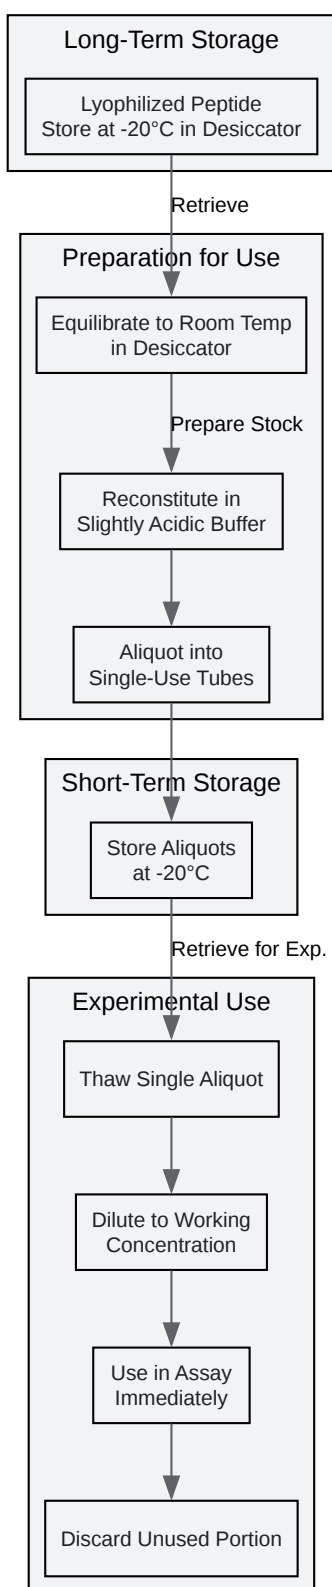 Long-Term Storage
Lyophilized Peptide
Store at -20°C in Desiccator
Retrieve
Preparation for Use
Equilibrate to Room Temp
in Desiccator
Prepare Stock
Reconstitute in
Slightly Acidic Buffer
Aliquot into
Single-Use Tubes
Short-Term Storage
Store Aliquots
at -20°C
Retrieve for Exp.
Experimental Use
Thaw Single Aliquot
Dilute to Working
Concentration
Use in Assay
Immediately
Discard Unused Portion